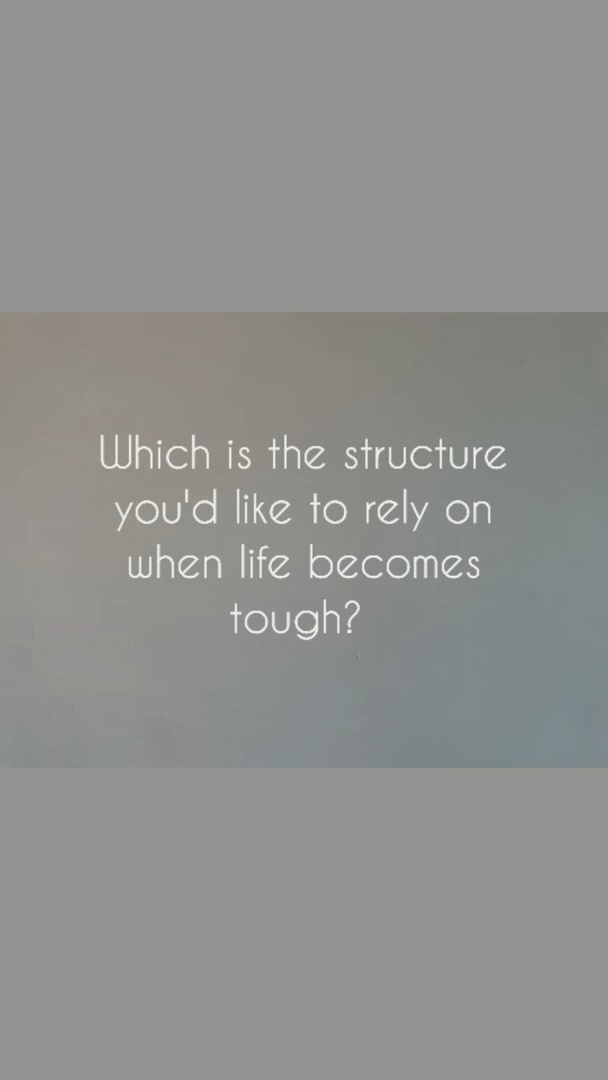 Which is the structure
you'd like to rely on
when life becomes
tough?